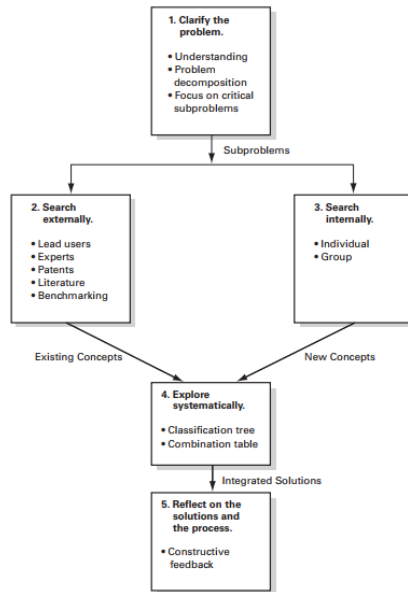 1. Clarify the
problem.
• Understanding
• Problem
decomposition
• Focus on critical
subproblems
Subproblems
2. Search
externally.
• Lead users
• Experts
• Patents
• Literature
• Benchmarking
3. Search
internally.
• Individual
• Group
Existing Concepts
New Concepts
4. Explore
systematically.
• Classification tree
• Combination table
Integrated Solutions
5. Reflect on the
solutions and
the process.
• Constructive
feedback